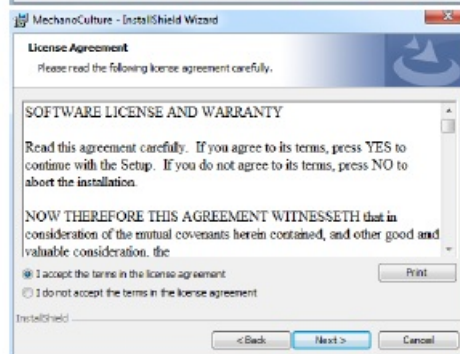 MechanoCulture - InstallShield Wizard
License Agreement
Please read the following license agreement carefully.
SOFTWARE LICENSE AND WARRANTY
Read this agreement carefully. If you agree to its terms, press YES to
continue with the Setup. If you do not agree to its terms, press NO to
abort the installation.
NOW THEREFORE THIS AGREEMENT WITNESSETH that in
consideration of the mutual covenants herein contained, and other good and
valuable consideration, the
I accept the terms in the license agreement
Print
I do not accept the terms in the license agreement
InstallShield
< Back
Next >
Cancel